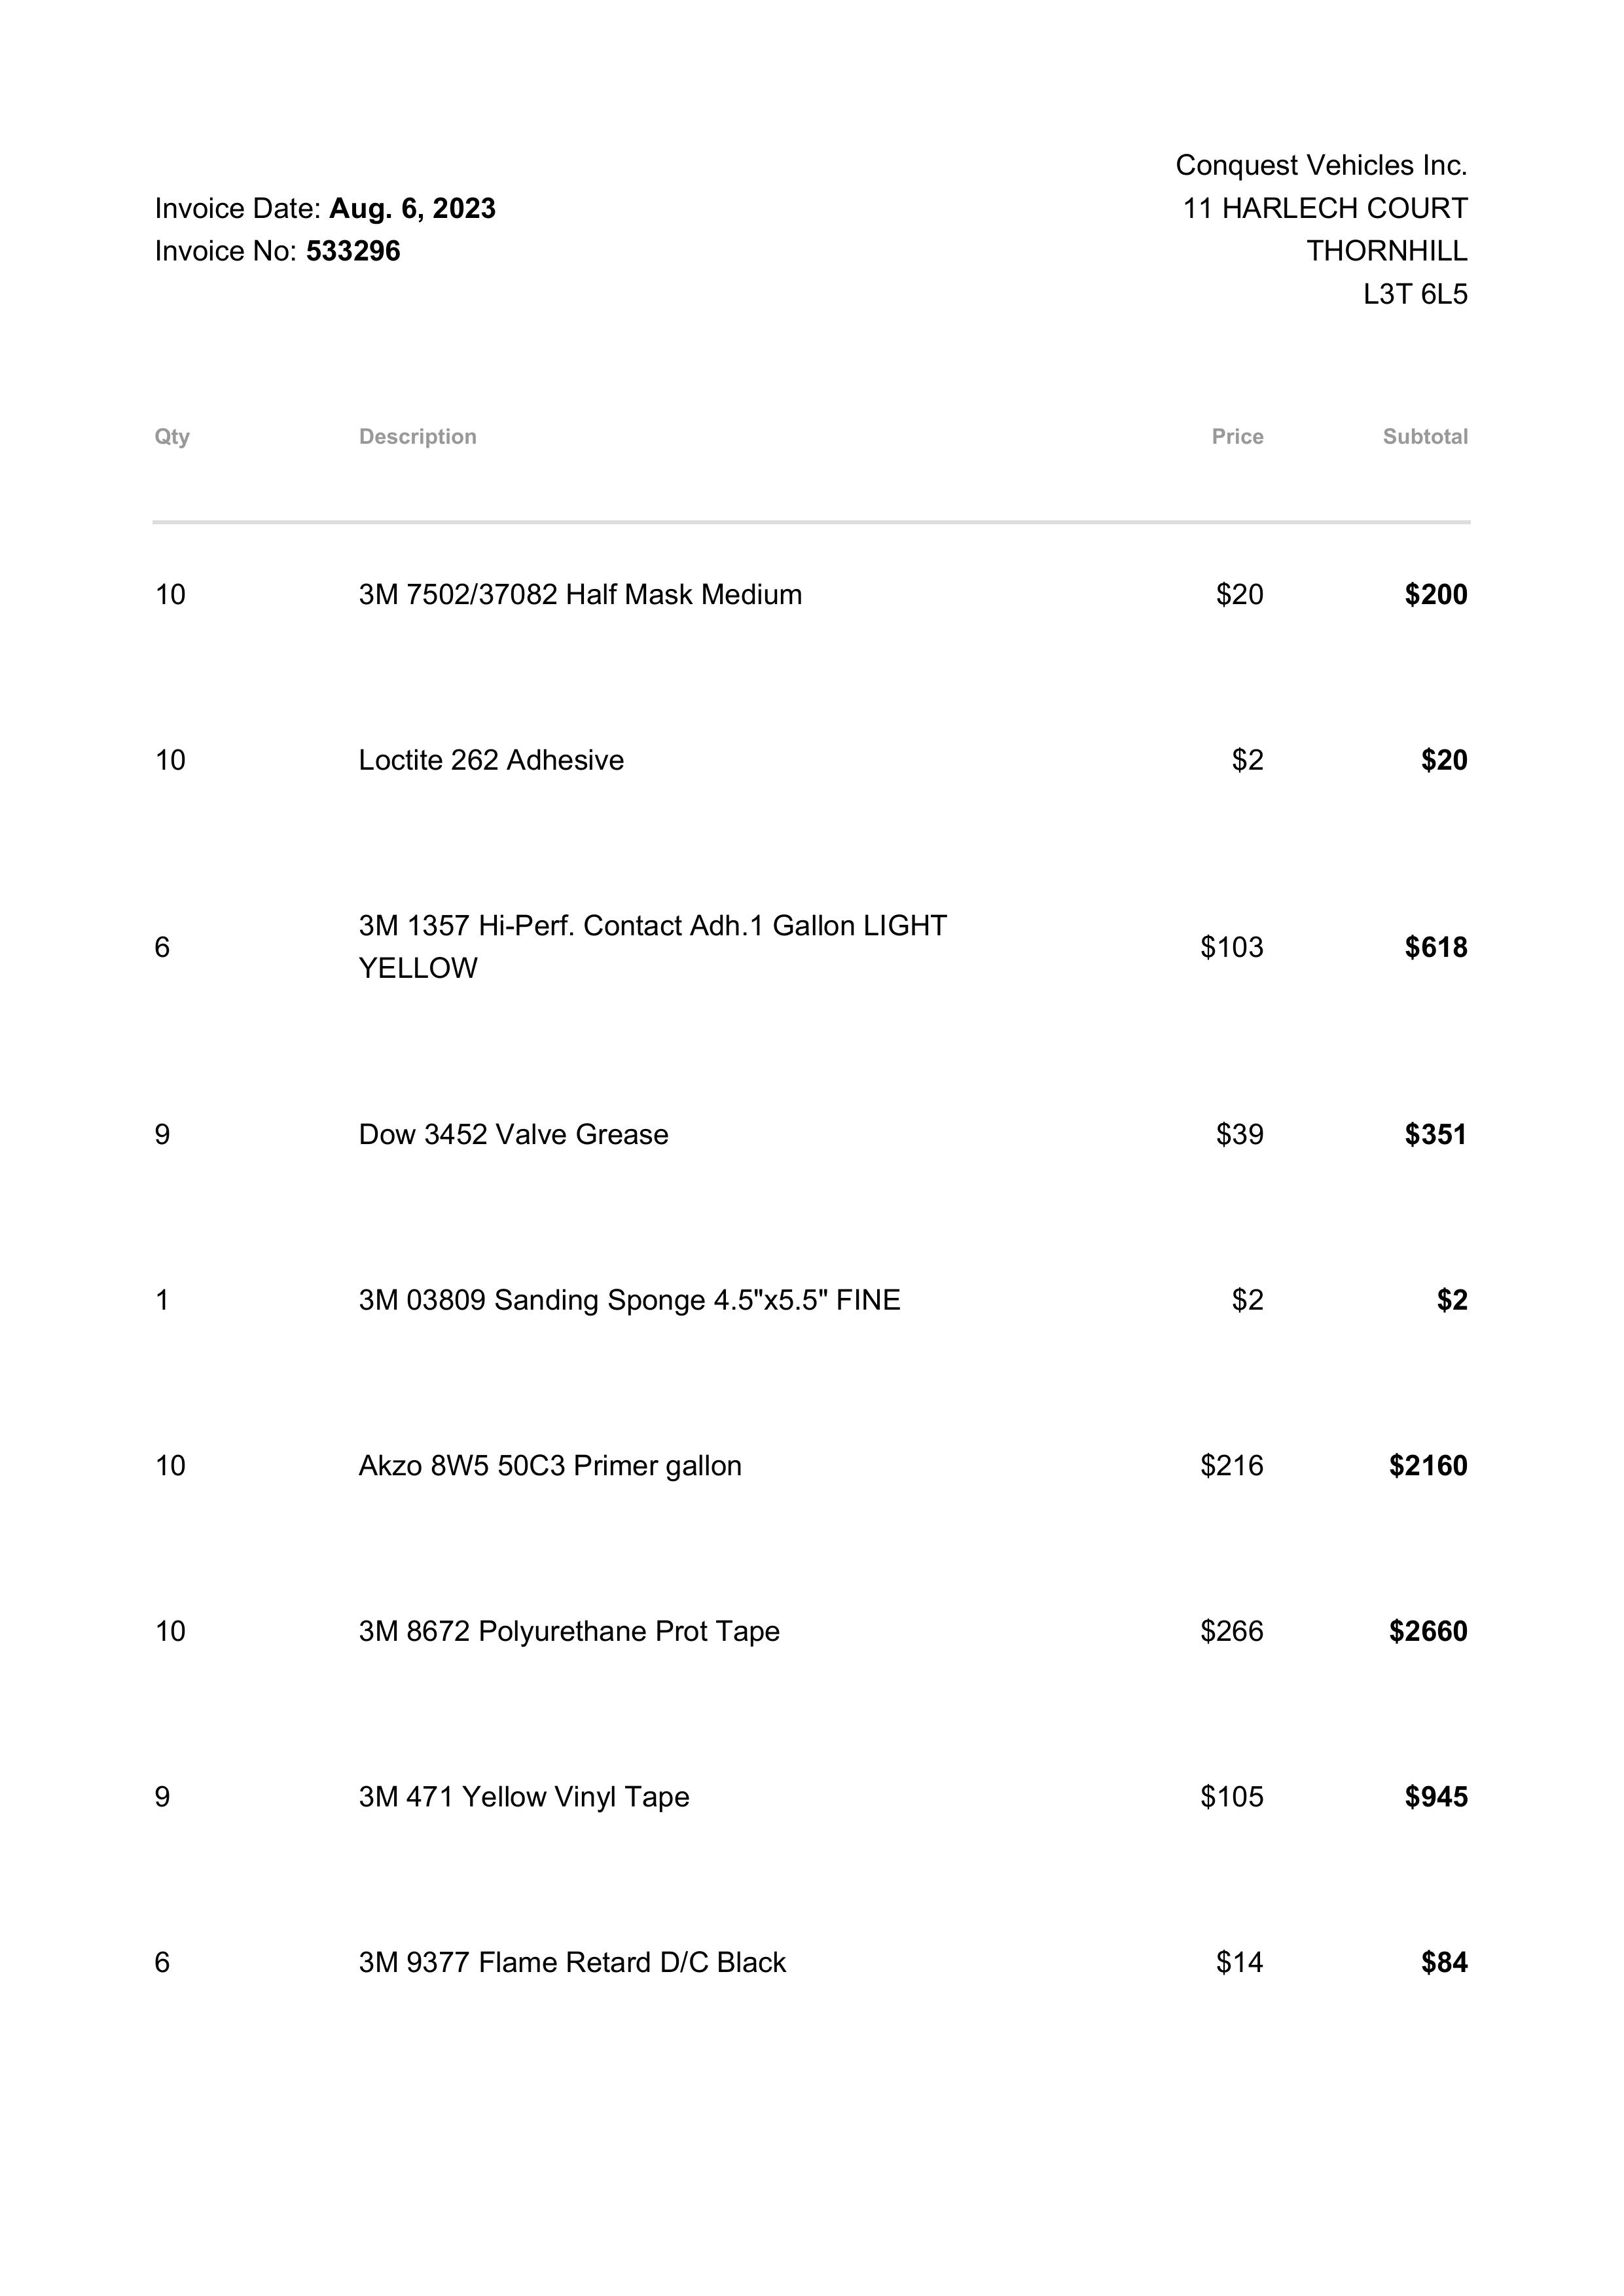 Conquest Vehicles Inc.
Invoice Date: Aug. 6, 2023
11 HARLECH COURT
Invoice No: 533296
THORNHILL
L3T 6L5
Qty Description Price Subtotal
10 3M 7502/37082 Half Mask Medium $20 $200
10 Loctite 262 Adhesive $2 $20
6 3M 1357 Hi-Perf. Contact Adh.1 Gallon LIGHT
YELLOW $103 $618
9 Dow 3452 Valve Grease $39 $351
1 3M 03809 Sanding Sponge 4.5"x5.5" FINE $2 $2
10 Akzo 8W5 50C3 Primer gallon $216 $2160
10 3M 8672 Polyurethane Prot Tape $266 $2660
9 3M 471 Yellow Vinyl Tape $105 $945
6 3M 9377 Flame Retard D/C Black $14 $84